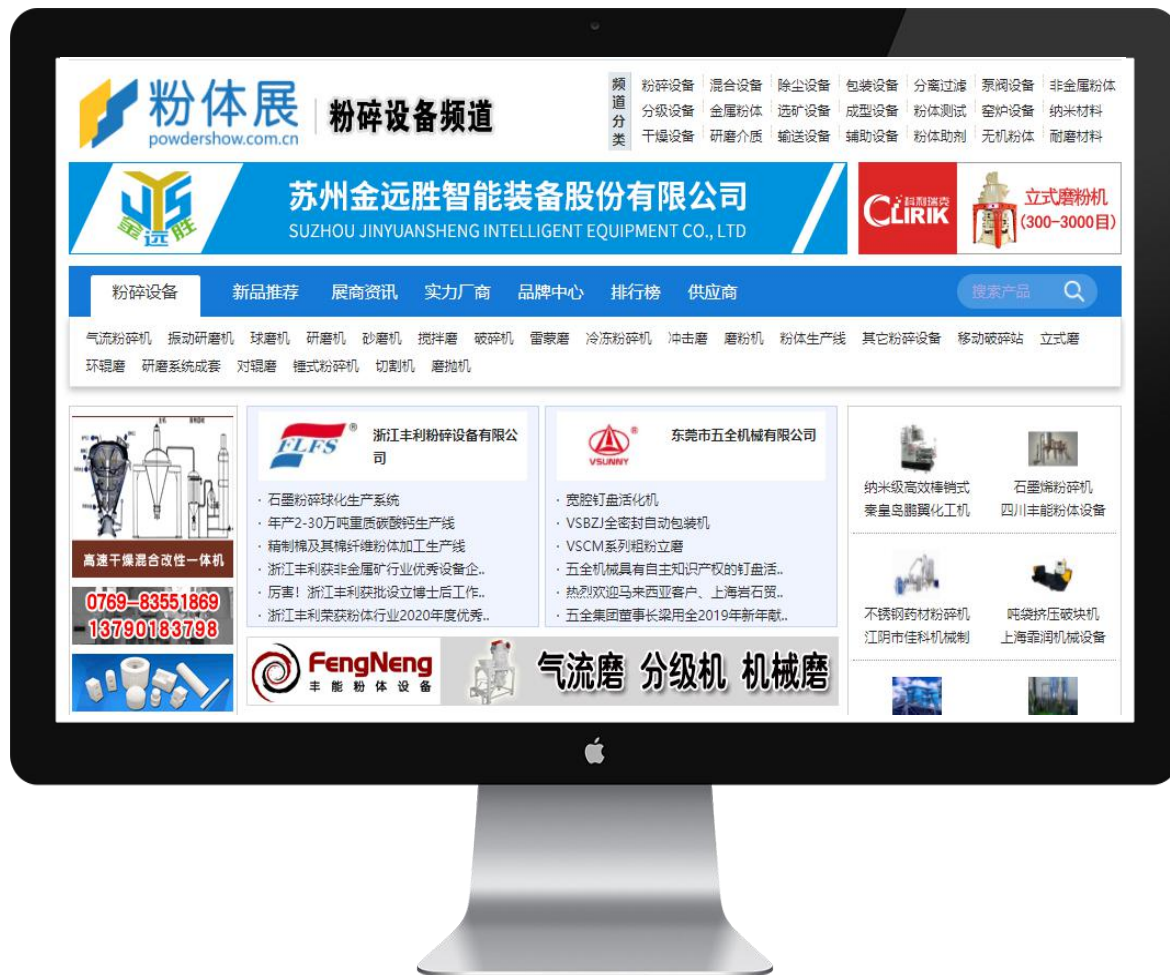 粉体展
powdershow.com.cn
粉碎设备频道
频道分类
粉碎设备 混合设备 除尘设备 包装设备 分离过滤 泵阀设备 非金属粉体
分级设备 金属粉体 选矿设备 成型设备 粉体测试 窑炉设备 纳米材料
干燥设备 研磨介质 输送设备 辅助设备 粉体助剂 无机粉体 耐磨材料
JYS
金远胜
苏州金远胜智能装备股份有限公司
SUZHOU JINYUANSHENG INTELLIGENT EQUIPMENT CO., LTD
科利瑞克
CLIRIK
立式磨粉机
(300-3000目)
粉碎设备 新品推荐 展商资讯 实力厂商 品牌中心 排行榜 供应商
搜索产品
气流粉碎机 振动研磨机 球磨机 研磨机 砂磨机 搅拌磨 破碎机 雷蒙磨 冷冻粉碎机 冲击磨 磨粉机 粉体生产线 其它粉碎设备 移动破碎站 立式磨
环辊磨 研磨系统成套 对辊磨 锤式粉碎机 切割机 磨抛机
高速干燥混合改性一体机
0769-83551869
13790183798
FLFS®
浙江丰利粉碎设备有限公
司
· 石墨粉碎球化生产系统
· 年产2-30万吨重质碳酸钙生产线
· 精制棉及其棉纤维粉体加工生产线
· 浙江丰利获非金属矿行业优秀设备企..
· 厉害！浙江丰利获批设立博士后工作..
· 浙江丰利荣获粉体行业2020年度优秀..
VSUNNY®
东莞市五全机械有限公司
· 宽腔钉盘活化机
· VSBZJ全密封自动包装机
· VSCM系列粗粉立磨
· 五全机械具有自主知识产权的钉盘活..
· 热烈欢迎马来西亚客户、上海岩石贸..
· 五全集团董事长梁用全2019年新年献..
FengNeng
丰能粉体设备
气流磨 分级机 机械磨
纳米级高效棒销式 石墨烯粉碎机
秦皇岛鹏翼化工机 四川丰能粉体设备
不锈钢药材粉碎机 吨袋挤压破块机
江阴市佳科机械制 上海霏润机械设备